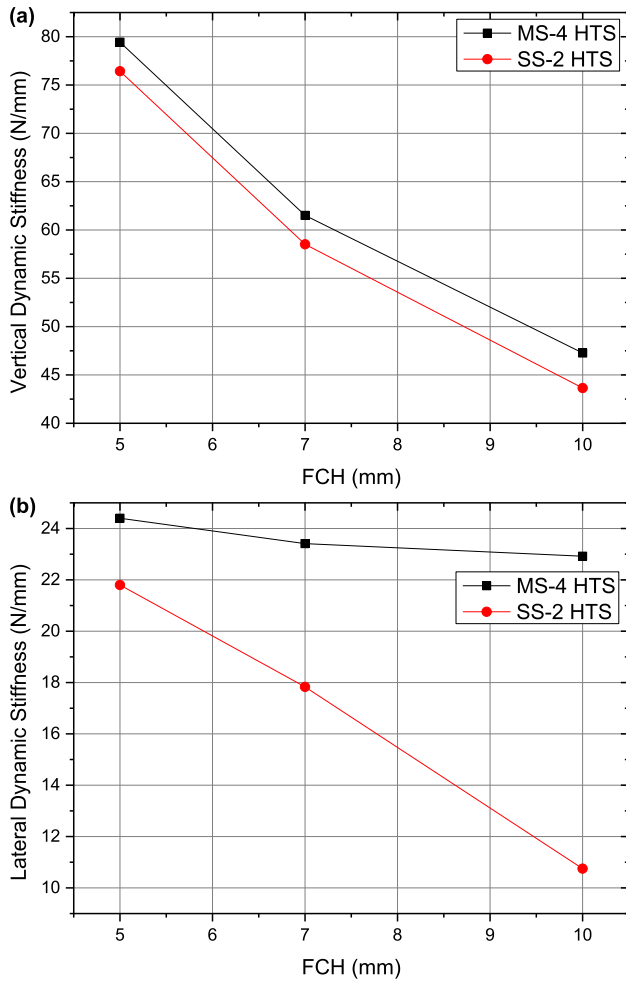 (a)
MS-4 HTS
SS-2 HTS
80
75
70
65
60
55
50
45
40
Vertical Dynamic Stiffness (N/mm)
5 6 7 8 9 10
FCH (mm)
(b)
24
22
20
18
16
14
12
10
Lateral Dynamic Stiffness (N/mm)
MS-4 HTS
SS-2 HTS
5 6 7 8 9 10
FCH (mm)